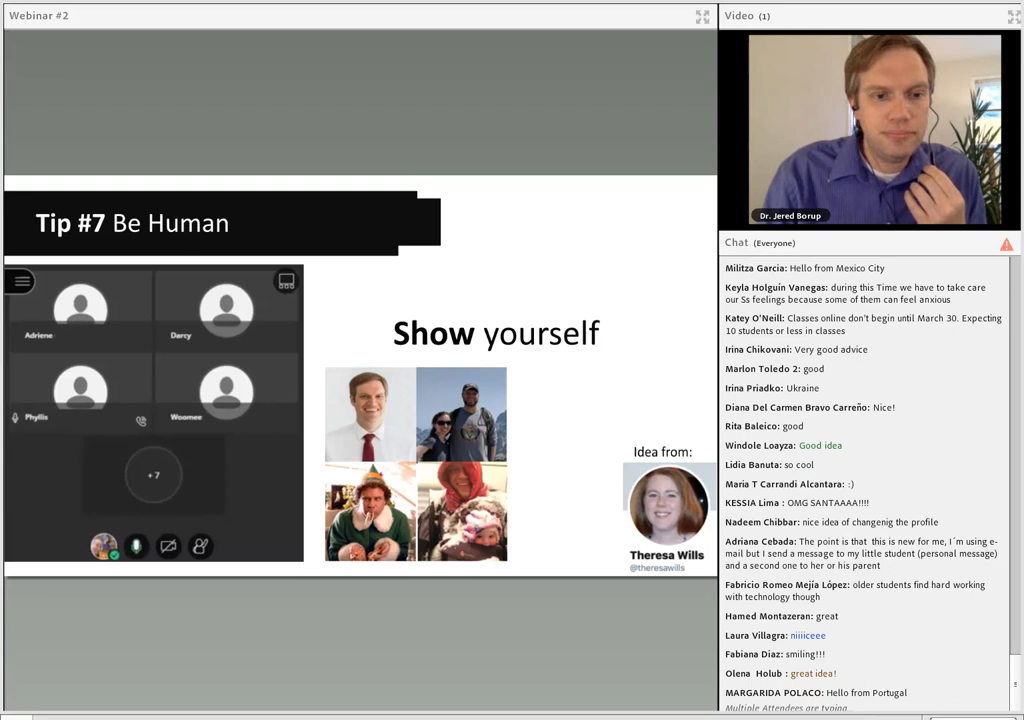 Webinar #2
Tip #7 Be Human
Adriene
Darcy
Phyllis
Woomee
+7
Show yourself
Idea from:
Theresa Wills
@theresawills
Video (1)
Dr. Jered Borup
Chat (Everyone)
Militza Garcia: Hello from Mexico City
Keyla Holguín Vanegas: during this Time we have to take care
our Ss feelings because some of them can feel anxious
Katey O'Neill: Classes online don't begin until March 30. Expecting
10 students or less in classes
Irina Chikovani: Very good advice
Marlon Toledo 2: good
Irina Priadko: Ukraine
Diana Del Carmen Bravo Carreño: Nice!
Rita Baleico: good
Windole Loayza: Good idea
Lidia Banuta: so cool
Maria T Carrandi Alcantara: :)
KESSIA Lima : OMG SANTAAAA!!!!
Nadeem Chibbar: nice idea of changenig the profile
Adriana Cebada: The point is that this is new for me, I´m using e-
mail but I send a message to my little student (personal message)
and a second one to her or his parent
Fabricio Romeo Mejía López: older students find hard working
with technology though
Hamed Montazeran: great
Laura Villagra: niiiiceee
Fabiana Diaz: smiling!!!
Olena Holub : great idea!
MARGARIDA POLACO: Hello from Portugal
Multiple Attendees are typing...